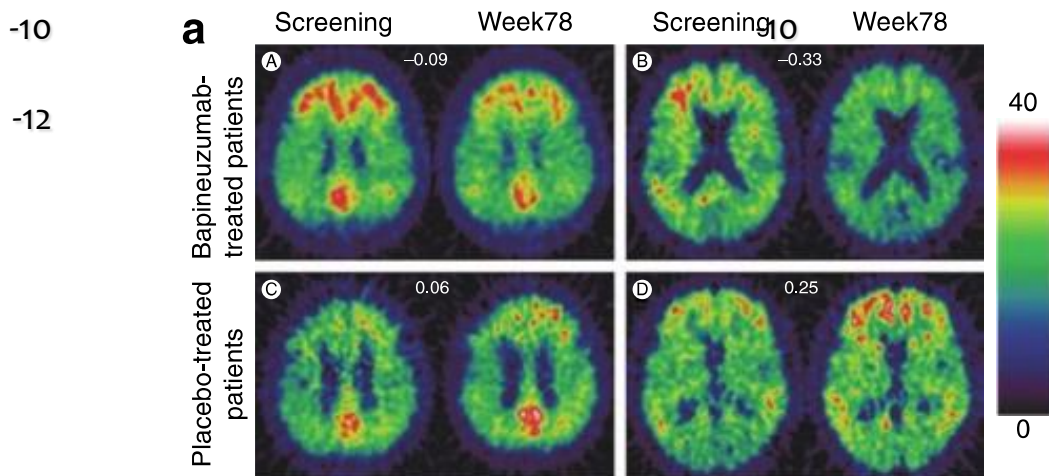 -10
-12
a
Screening
Week78
Screening
10
Week78
A
−0.09
B
−0.33
Bapineuzumab-
treated patients
C
0.06
D
0.25
Placebo-treated
patients
40
0